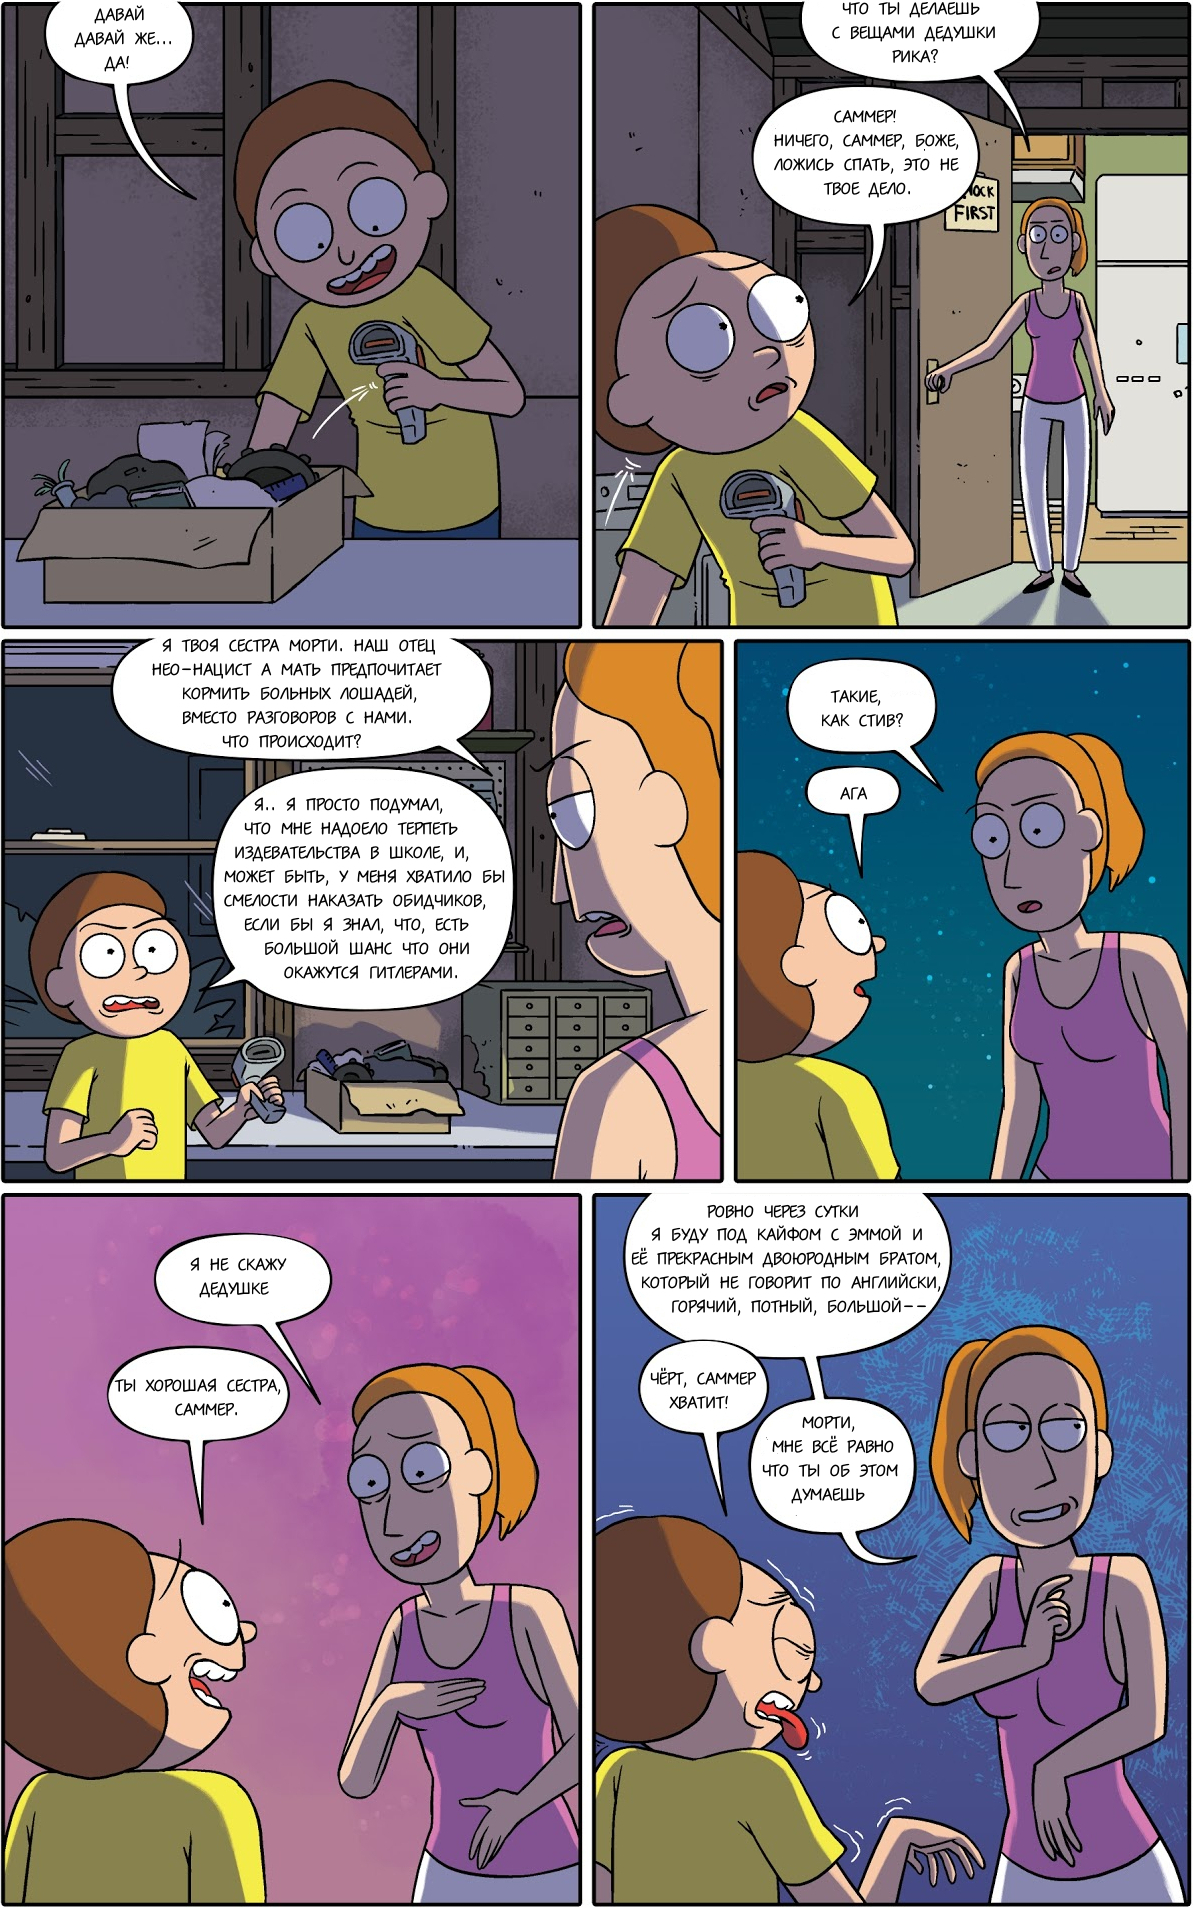 ДАВАЙ
ДАВАЙ ЖЕ...
ДА!
ЧТО ТЫ ДЕЛАЕШЬ
С ВЕЩАМИ ДЕДУШКИ
РИКА?
САММЕР!
НИЧЕГО, САММЕР, БОЖЕ,
ЛОЖИСЬ СПАТЬ, ЭТО НЕ
ТВОЕ ДЕЛО.
FIRST
Я ТВОЯ СЕСТРА МОРТИ. НАШ ОТЕЦ
НЕО-НАЦИСТ А МАТЬ ПРЕДПОЧИТАЕТ
КОРМИТЬ БОЛЬНЫХ ЛОШАДЕЙ,
ВМЕСТО РАЗГОВОРОВ С НАМИ.
ЧТО ПРОИСХОДИТ?
Я.. Я ПРОСТО ПОДУМАЛ,
ЧТО МНЕ НАДОЕЛО ТЕРПЕТЬ
ИЗДЕВАТЕЛЬСТВА В ШКОЛЕ, И,
МОЖЕТ БЫТЬ, У МЕНЯ ХВАТИЛО БЫ
СМЕЛОСТИ НАКАЗАТЬ ОБИДЧИКОВ,
ЕСЛИ БЫ Я ЗНАЛ, ЧТО, ЕСТЬ
БОЛЬШОЙ ШАНС ЧТО ОНИ
ОКАЖУТСЯ ГИТЛЕРАМИ.
ТАКИЕ,
КАК СТИВ?
АГА
Я НЕ СКАЖУ
ДЕДУШКЕ
ТЫ ХОРОШАЯ СЕСТРА,
САММЕР.
РОВНО ЧЕРЕЗ СУТКИ
Я БУДУ ПОД КАЙФОМ С ЭММОЙ И
ЕЁ ПРЕКРАСНЫМ ДВОЮРОДНЫМ БРАТОМ,
КОТОРЫЙ НЕ ГОВОРИТ ПО АНГЛИЙСКИ,
ГОРЯЧИЙ, ПОТНЫЙ, БОЛЬШОЙ--
ЧЁРТ, САММЕР
ХВАТИТ!
МОРТИ,
МНЕ ВСЁ РАВНО
ЧТО ТЫ ОБ ЭТОМ
ДУМАЕШЬ